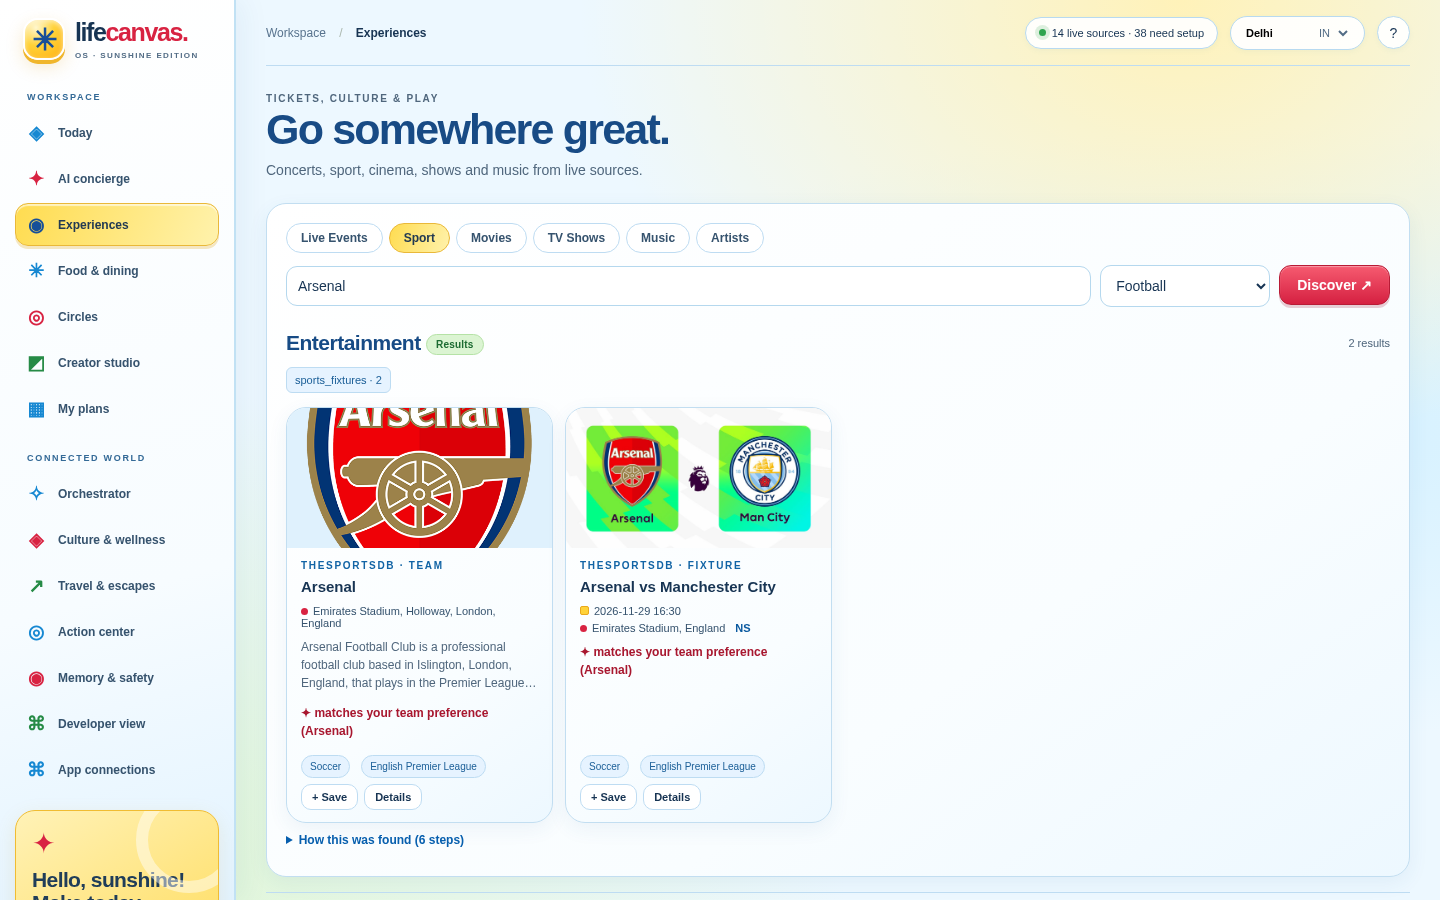 lifecanvas.
OS · SUNSHINE EDITION
WORKSPACE
Today
AI concierge
Experiences
Food & dining
Circles
Creator studio
My plans
CONNECTED WORLD
Orchestrator
Culture & wellness
Travel & escapes
Action center
Memory & safety
Developer view
App connections
Hello, sunshine!
Workspace / Experiences
14 live sources · 38 need setup
Delhi IN
?
TICKETS, CULTURE & PLAY
Go somewhere great.
Concerts, sport, cinema, shows and music from live sources.
Live Events
Sport
Movies
TV Shows
Music
Artists
Arsenal
Football
Discover ↗
Entertainment Results
2 results
sports_fixtures · 2
Arsenal
THESPORTSDB · TEAM
Arsenal
Emirates Stadium, Holloway, London,
England
Arsenal Football Club is a professional
football club based in Islington, London,
England, that plays in the Premier League…
✦ matches your team preference
(Arsenal)
Soccer
English Premier League
+ Save
Details
Arsenal
Arsenal
MANCHESTER
CITY
Man City
THESPORTSDB · FIXTURE
Arsenal vs Manchester City
2026-11-29 16:30
Emirates Stadium, England NS
✦ matches your team preference
(Arsenal)
Soccer
English Premier League
+ Save
Details
How this was found (6 steps)